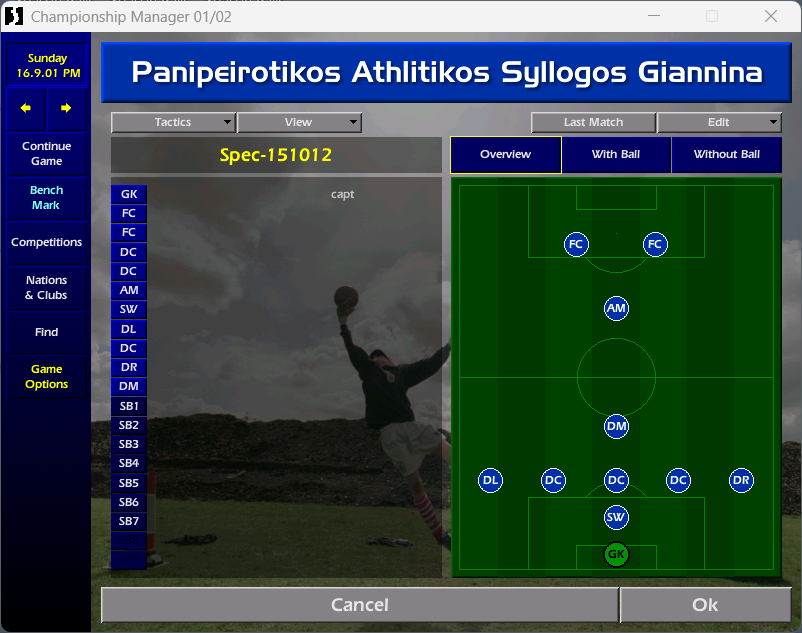 Championship Manager 01/02
Sunday
16.9.01 PM
Continue
Game
Bench
Mark
Competitions
Nations
& Clubs
Find
Game
Options
Panipeirotikos Athlitikos Syllogos Giannina
Tactics
View
Last Match
Edit
Spec-151012
Overview
With Ball
Without Ball
GK capt
FC
FC
DC
DC
AM
SW
DL
DC
DR
DM
SB1
SB2
SB3
SB4
SB5
SB6
SB7
FC FC
AM
DM
DL DC DC DC DR
SW
GK
Cancel
Ok